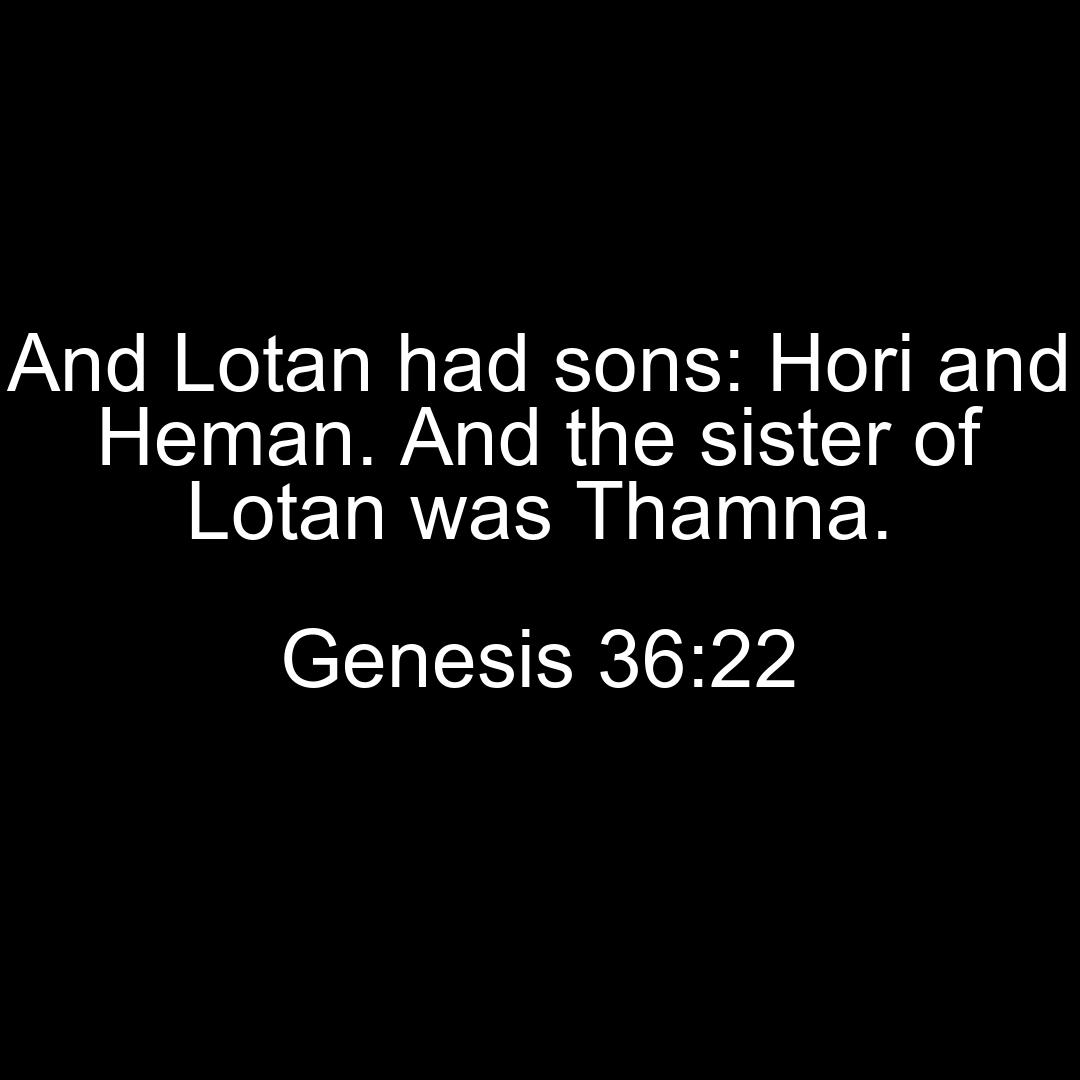 And Lotan had sons: Hori and
Heman. And the sister of
Lotan was Thamna.
Genesis 36:22